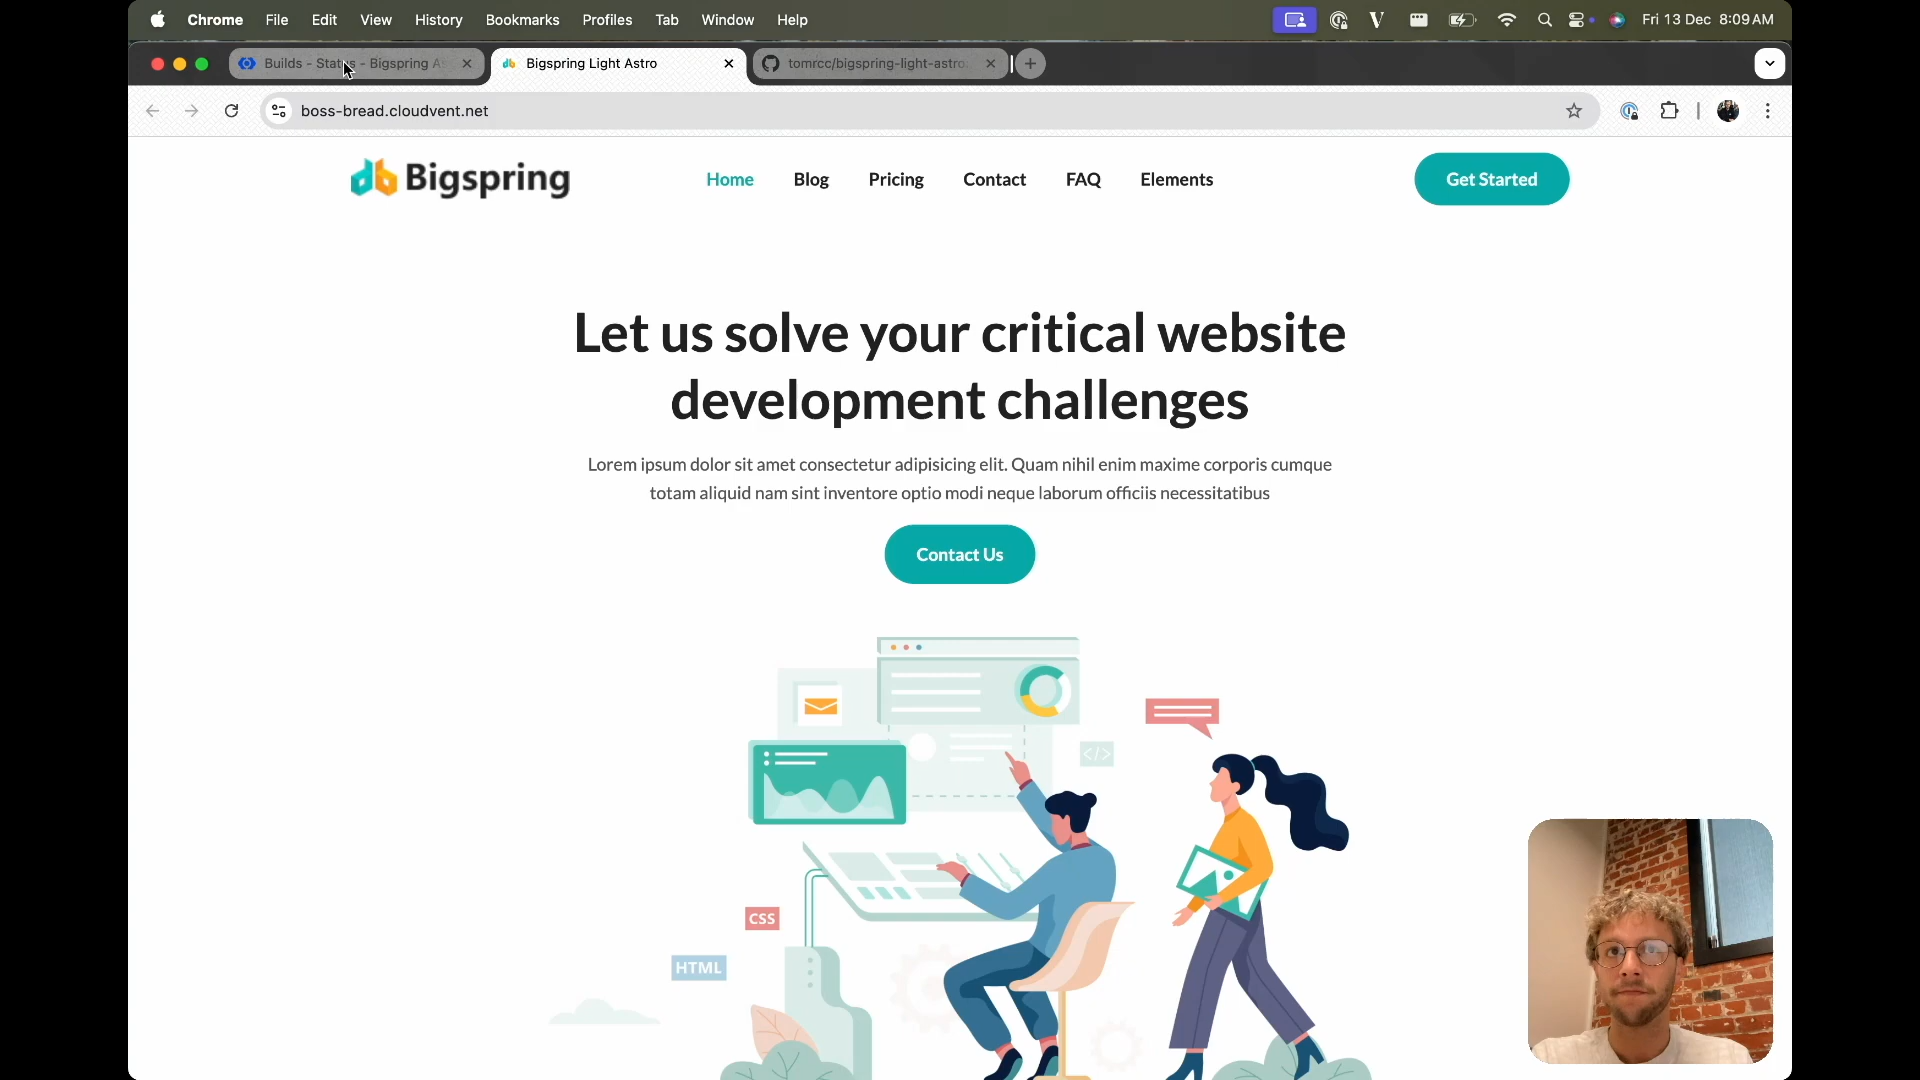 Chrome File Edit View History Bookmarks Profiles Tab Window Help Fri 13 Dec 8:09 AM
Builds - Status - Bigspring As Bigspring Light Astro tomrcc/bigspring-light-astro.
boss-bread.cloudvent.net
Bigspring Home Blog Pricing Contact FAQ Elements Get Started
Let us solve your critical website
development challenges
Lorem ipsum dolor sit amet consectetur adipisicing elit. Quam nihil enim maxime corporis cumque
totam aliquid nam sint inventore optio modi neque laborum officiis necessitatibus
Contact Us
</>
CSS
HTML